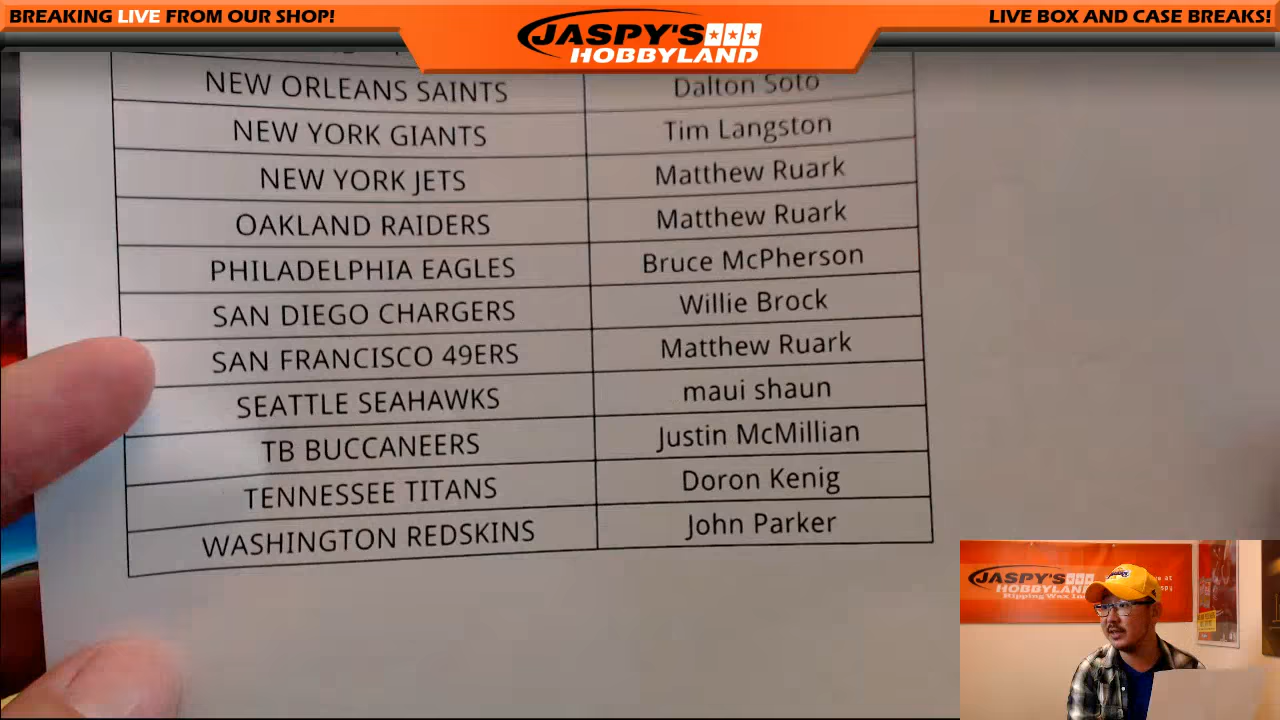 BREAKING LIVE FROM OUR SHOP!
JASPY'S
HOBBYLAND
LIVE BOX AND CASE BREAKS!
NEW ORLEANS SAINTS Dalton Soto
NEW YORK GIANTS Tim Langston
NEW YORK JETS Matthew Ruark
OAKLAND RAIDERS Matthew Ruark
PHILADELPHIA EAGLES Bruce McPherson
SAN DIEGO CHARGERS Willie Brock
SAN FRANCISCO 49ERS Matthew Ruark
SEATTLE SEAHAWKS maui shaun
TB BUCCANEERS Justin McMillian
TENNESSEE TITANS Doron Kenig
WASHINGTON REDSKINS John Parker
JASPY'S
HOBBYLAND
Ripping Wax